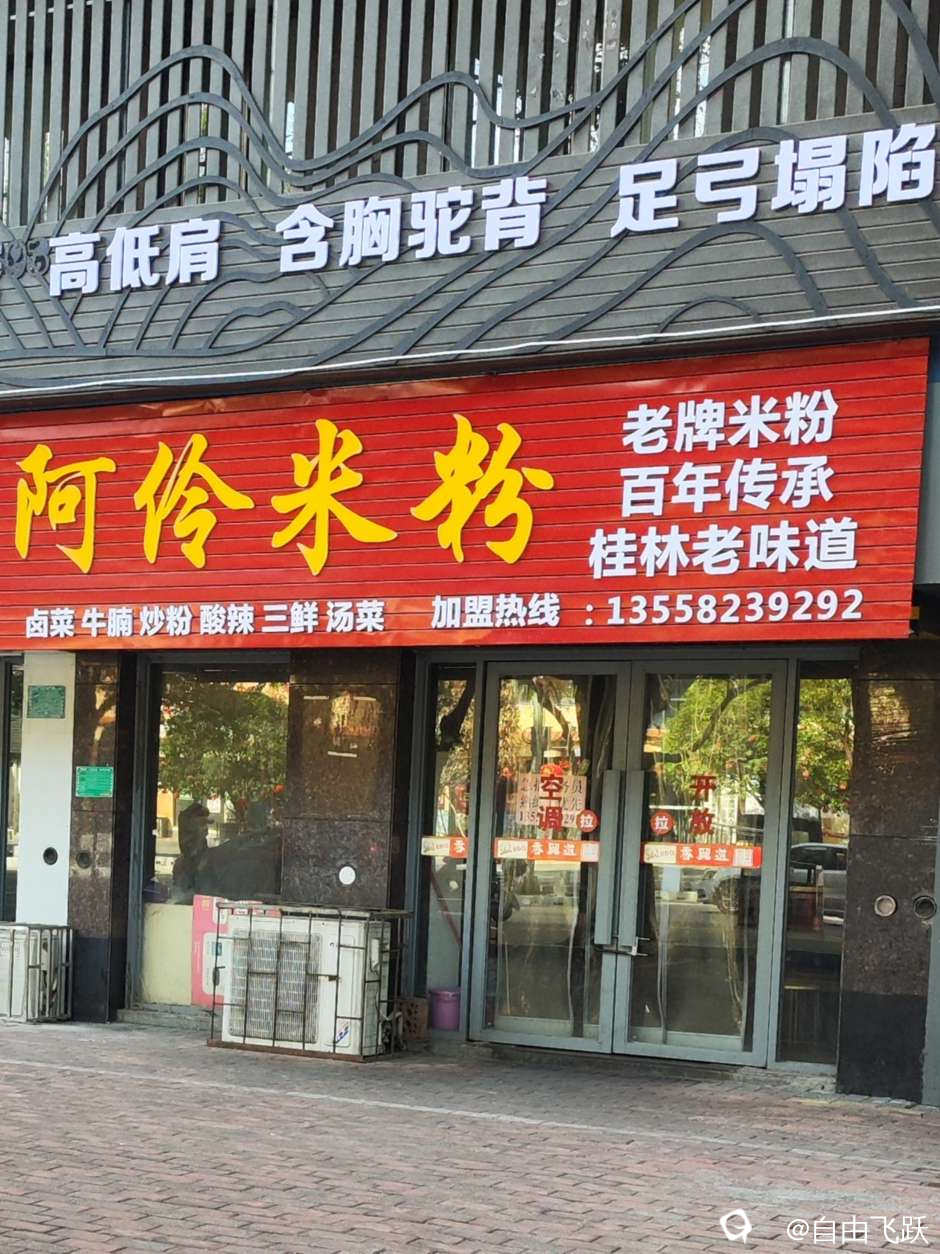 高低肩 含胸驼背 足弓塌陷
阿伶米粉
老牌米粉
百年传承
桂林老味道
卤菜 牛腩 炒粉 酸辣 三鲜 汤菜 加盟热线：13558239292
空调 开放
拉 拉
@自由飞跃